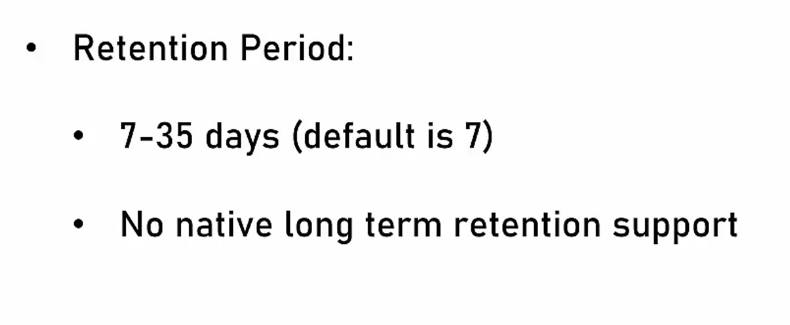 • Retention Period:
• 7-35 days (default is 7)
• No native long term retention support